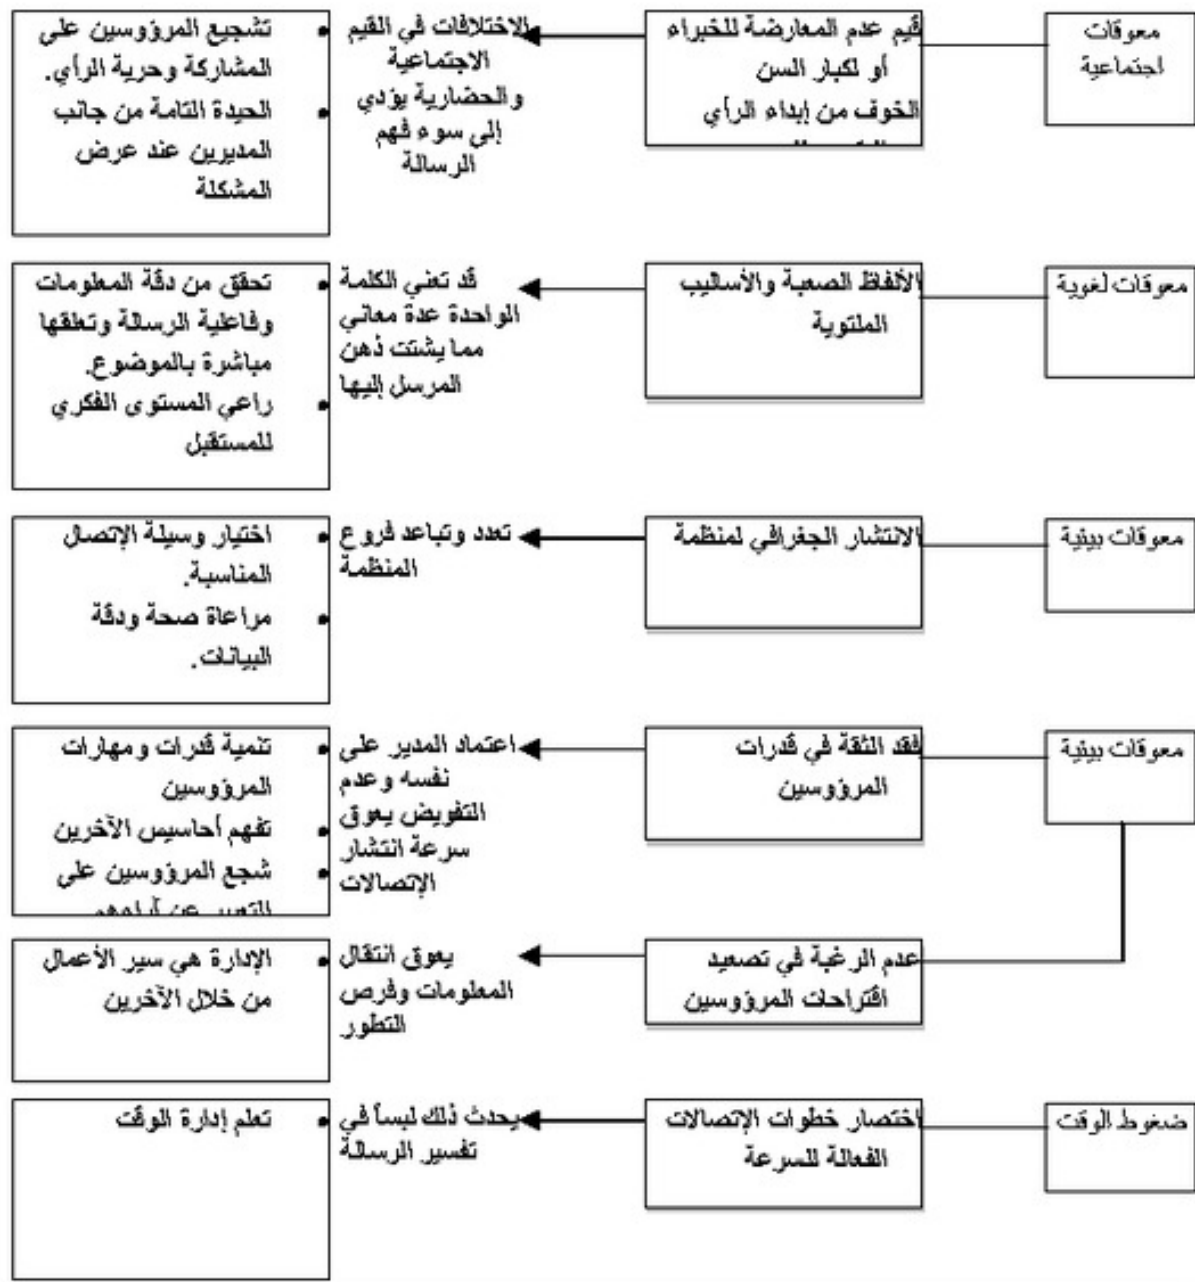 معوقات
اجتماعية
قيم عدم المعارضة للخبراء
أو لكبار السن
الخوف من إبداء الرأي
الاختلافات في القيم
الاجتماعية
والحضارية يؤدي
إلى سوء فهم
الرسالة
• تشجيع المرؤوسين على
المشاركة وحرية الرأي.
• الحيدة التامة من جانب
المديرين عند عرض
المشكلة
معوقات لغوية
الألفاظ الصعبة والأساليب
الملتوية
قد تعني الكلمة
الواحدة عدة معاني
مما يشتت ذهن
المرسل إليها
• تحقق من دقة المعلومات
وفاعلية الرسالة وتعلقها
مباشرة بالموضوع.
• راعي المستوى الفكري
للمستقبل
معوقات بيئية
الانتشار الجغرافي لمنظمة
تعدد وتباعد فروع
المنظمة
• اختيار وسيلة الإتصال
المناسبة.
• مراعاة صحة ودقة
البيانات.
معوقات بيئية
فقد الثقة في قدرات
المرؤوسين
اعتماد المدير على
نفسه وعدم
التفويض يعوق
سرعة انتشار
الإتصالات
• تنمية قدرات ومهارات
المرؤوسين
• تفهم أحاسيس الآخرين
• شجع المرؤوسين على
التعبير عن آراءهم
عدم الرغبة في تصعيد
اقتراحات المرؤوسين
يعوق انتقال
المعلومات وفرص
التطور
• الإدارة هي سير الأعمال
من خلال الآخرين
ضغوط الوقت
اختصار خطوات الإتصالات
الفعالة للسرعة
يحدث ذلك لبساً في
تفسير الرسالة
• تعلم إدارة الوقت